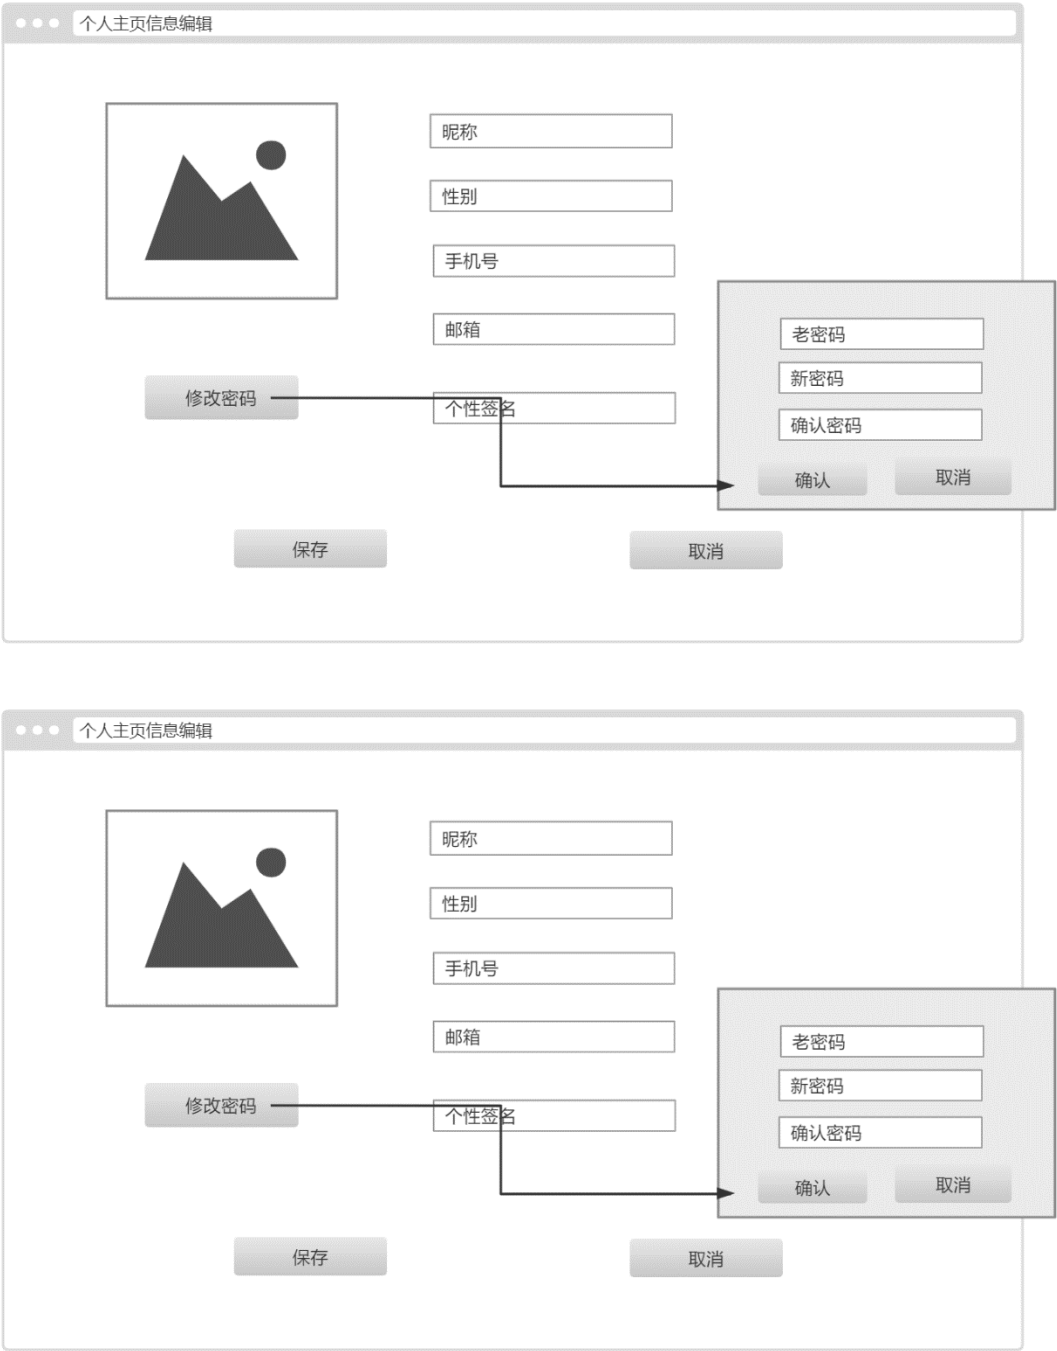 个人主页信息编辑
昵称
性别
手机号
邮箱
老密码
新密码
修改密码
个性签名
确认密码
确认
取消
保存
取消
个人主页信息编辑
昵称
性别
手机号
邮箱
老密码
新密码
修改密码
个性签名
确认密码
确认
取消
保存
取消